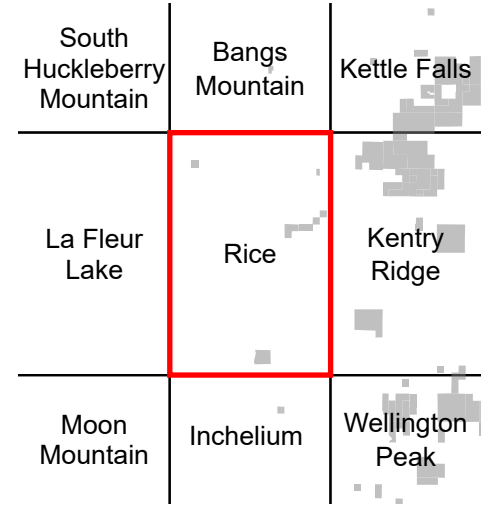 South
Huckleberry
Mountain
Bangs
Mountain
Kettle Falls
La Fleur
Lake
Rice
Kentry
Ridge
Moon
Mountain
Inchelium
Wellington
Peak